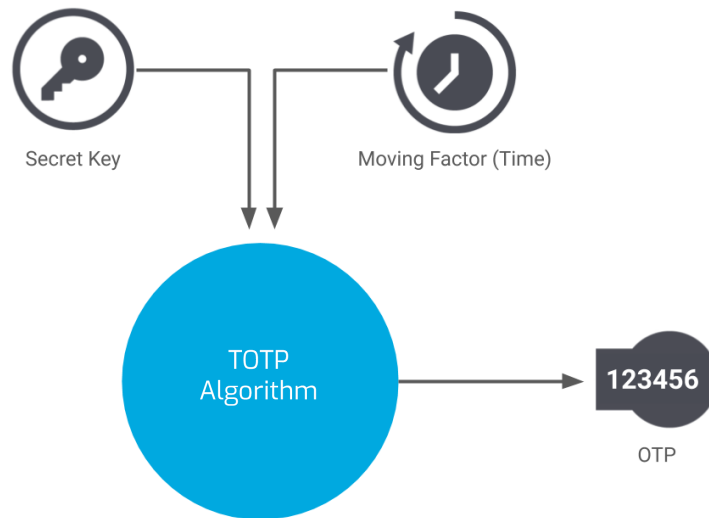 Secret Key
Moving Factor (Time)
TOTP
Algorithm
123456
OTP